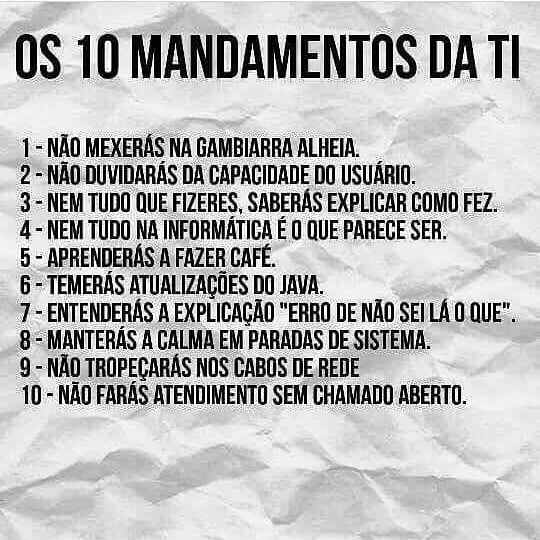 OS 10 MANDAMENTOS DA TI
1 - NÃO MEXERÁS NA GAMBIARRA ALHEIA.
2 - NÃO DUVIDARÁS DA CAPACIDADE DO USUÁRIO.
3 - NEM TUDO QUE FIZERES, SABERÁS EXPLICAR COMO FEZ.
4 - NEM TUDO NA INFORMÁTICA É O QUE PARECE SER.
5 - APRENDERÁS A FAZER CAFÉ.
6 - TEMERÁS ATUALIZAÇÕES DO JAVA.
7 - ENTENDERÁS A EXPLICAÇÃO "ERRO DE NÃO SEI LÁ O QUE".
8 - MANTERÁS A CALMA EM PARADAS DE SISTEMA.
9 - NÃO TROPEÇARÁS NOS CABOS DE REDE
10 - NÃO FARÁS ATENDIMENTO SEM CHAMADO ABERTO.